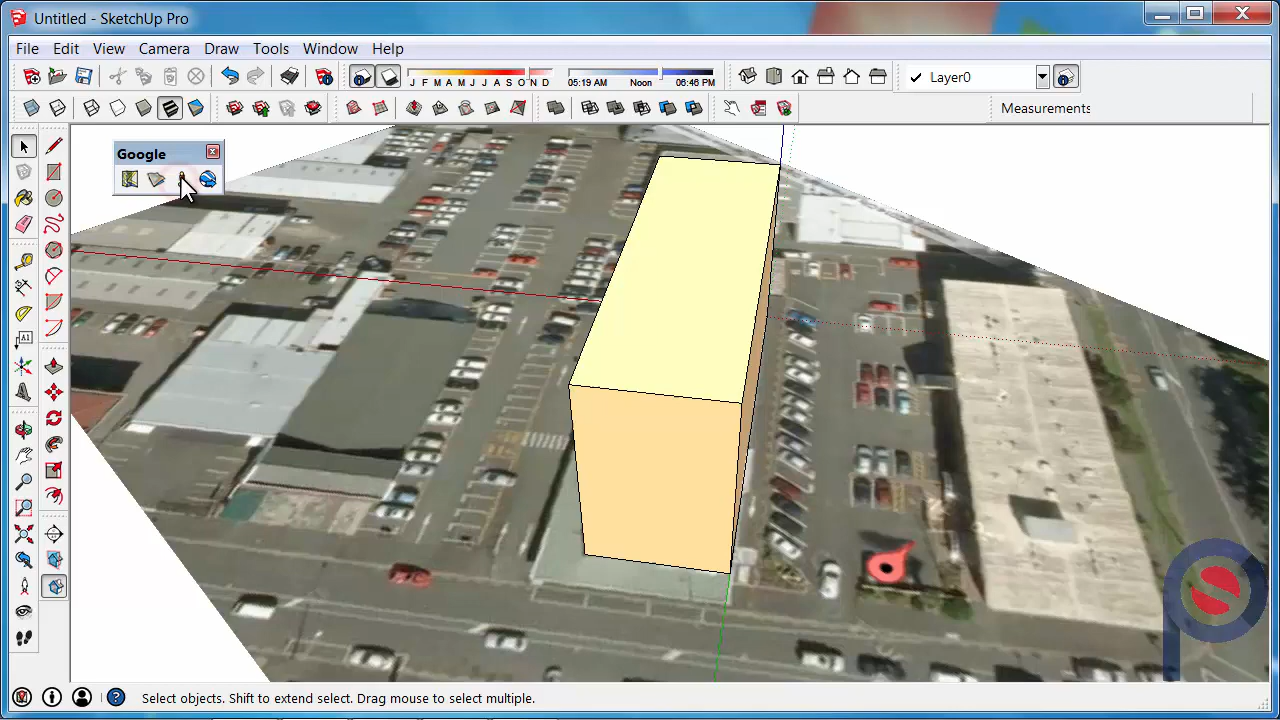 Untitled - SketchUp Pro
File Edit View Camera Draw Tools Window Help
J F M A M J J A S O N D 05:19 AM Noon 06:46 PM Layer0
Measurements
Google
A1
Select objects. Shift to extend select. Drag mouse to select multiple.